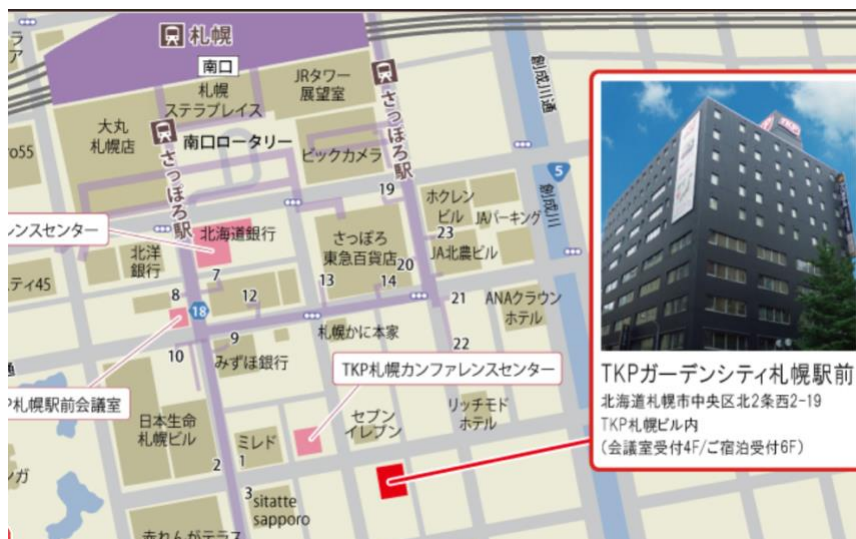 札幌
南口
札幌
ステラプレイス
JRタワー
展望室
大丸
札幌店
さっぽろ駅
南口ロータリー
ビックカメラ
さっぽろ駅
創成川通
5
創成川
19
ホクレン
ビル
JAパーキング
23
JA北農ビル
ンスセンター
北海道銀行
北洋
銀行
さっぽろ
東急百貨店
20
ティ45
7
8
18
12
13
14
21
ANAクラウン
ホテル
9
10
みずほ銀行
札幌かに本家
22
通
TKP札幌カンファレンスセンター
札幌駅前会議室
日本生命
札幌ビル
セブン
イレブン
リッチモド
ホテル
ミレド
1
2
3
sitatte
sapporo
赤れんがテラス
TKP
TKPガーデンシティ札幌駅前
北海道札幌市中央区北2条西2-19
TKP札幌ビル内
(会議室受付4F/ご宿泊受付6F)